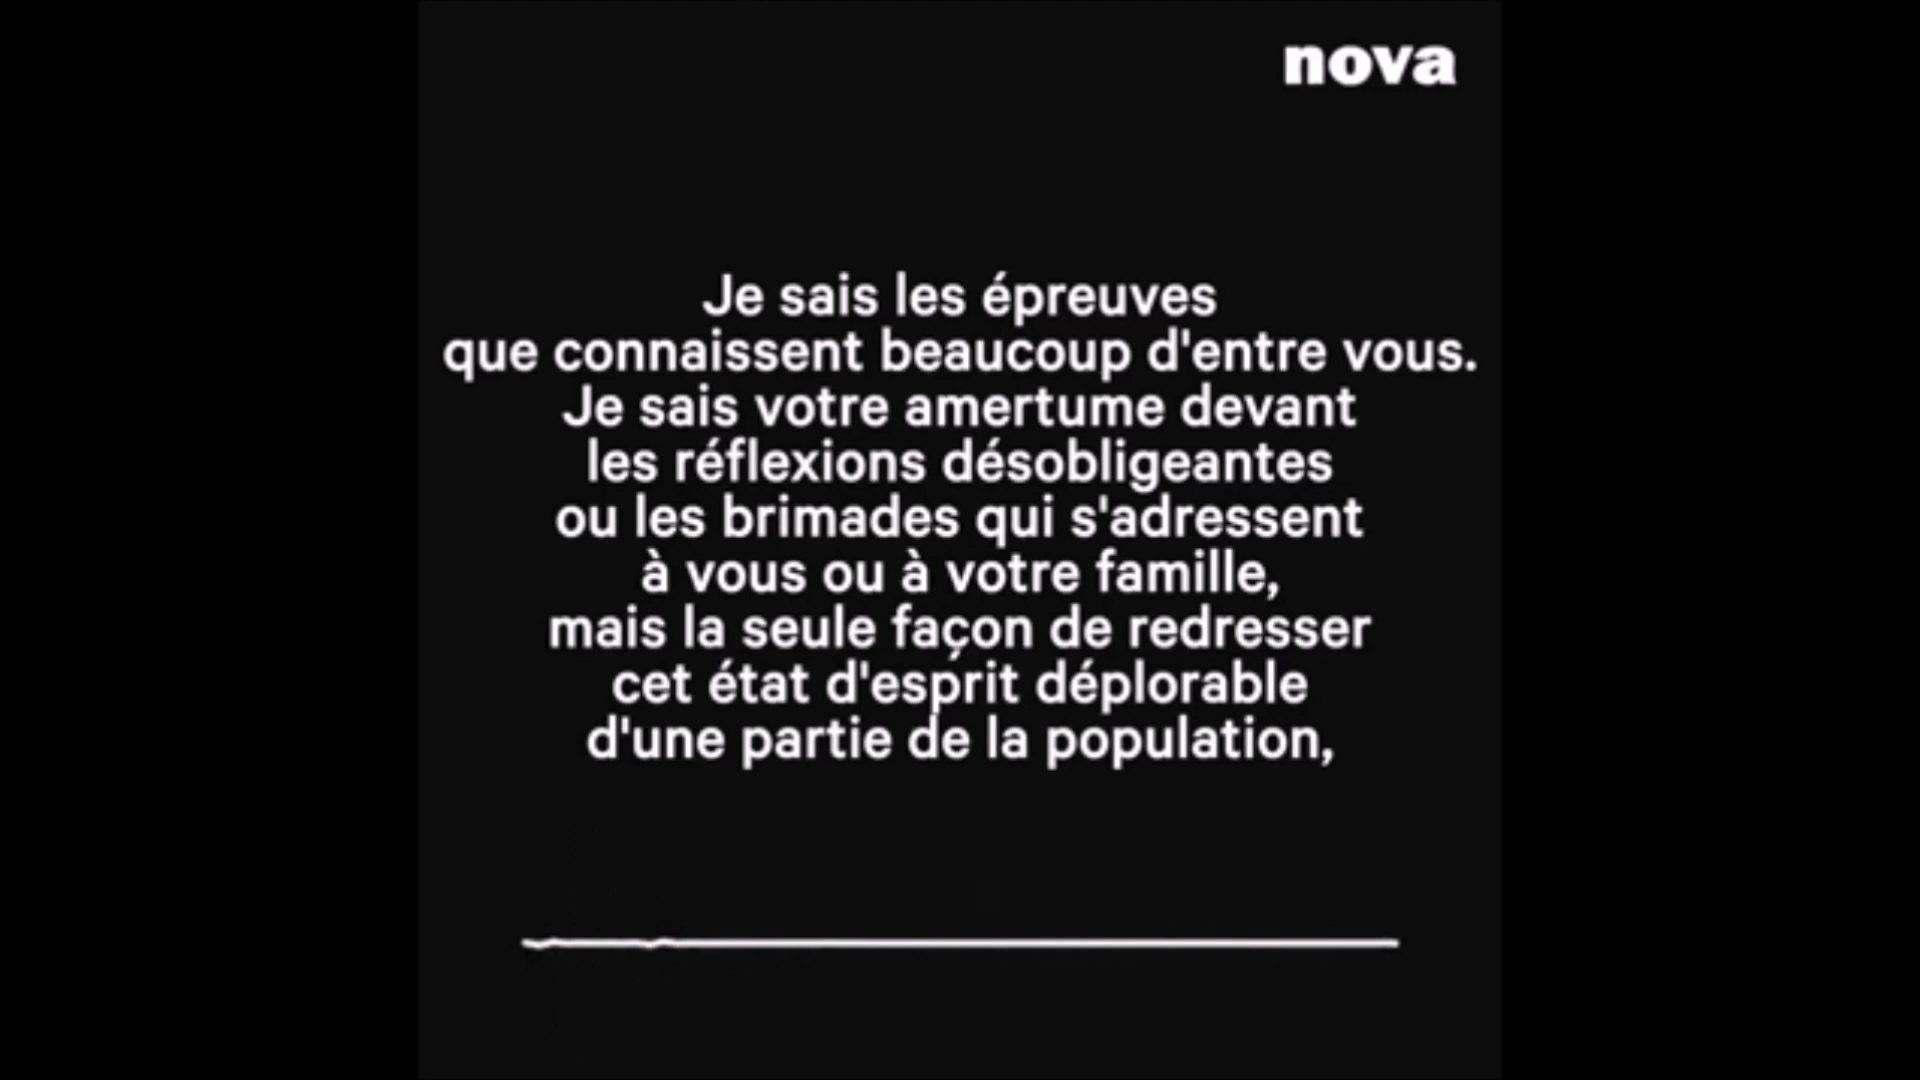 nova
Je sais les épreuves
que connaissent beaucoup d'entre vous.
Je sais votre amertume devant
les réflexions désobligeantes
ou les brimades qui s'adressent
à vous ou à votre famille,
mais la seule façon de redresser
cet état d'esprit déplorable
d'une partie de la population,